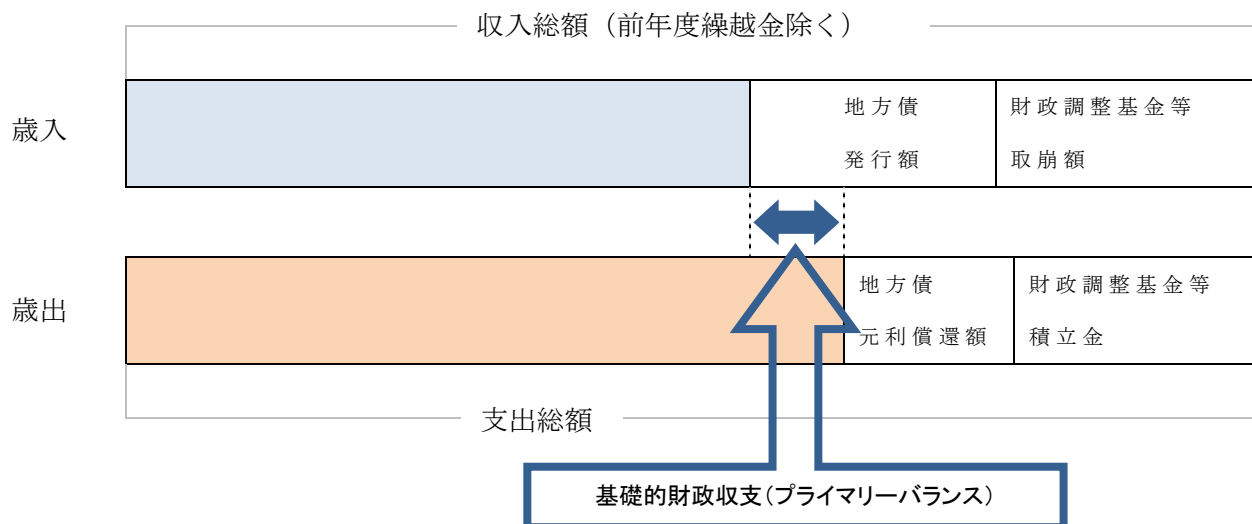 収入総額（前年度繰越金除く）
歳入
地方債
発行額
財政調整基金等
取崩額
歳出
地方債
元利償還額
財政調整基金等
積立金
支出総額
基礎的財政収支（プライマリーバランス）